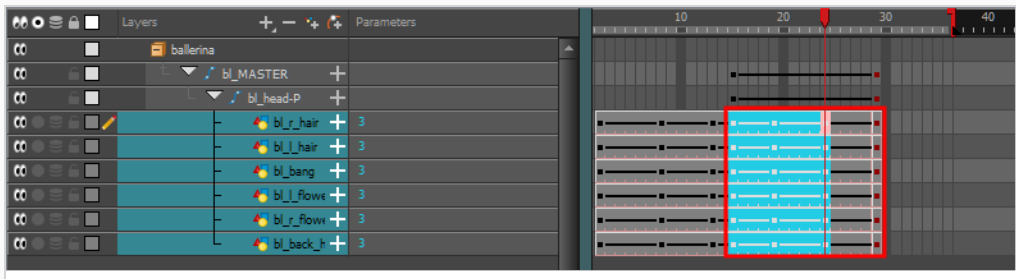 Layers Parameters 10 20 30 40
ballerina
bl_MASTER
bl_head-P
bl_r_hair 3
bl_l_hair 3
bl_bang 3
bl_l_flowe 3
bl_r_flowe 3
bl_back_h 3